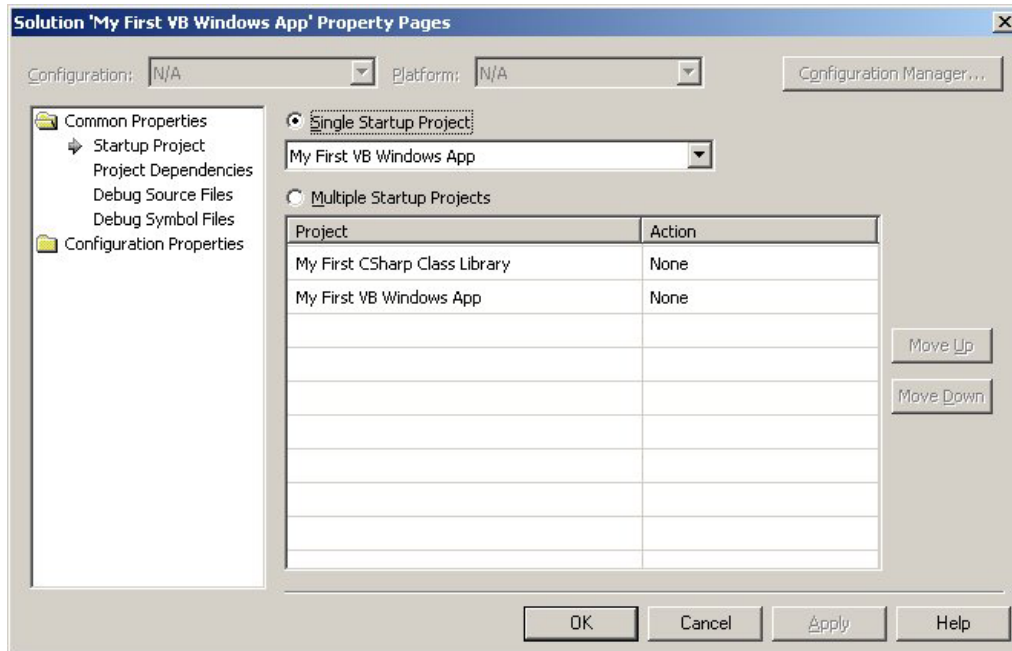 Solution 'My First VB Windows App' Property Pages
Configuration: N/A Platform: N/A Configuration Manager...
Common Properties
Startup Project
Project Dependencies
Debug Source Files
Debug Symbol Files
Configuration Properties
Single Startup Project
My First VB Windows App
Multiple Startup Projects
Project Action
My First CSharp Class Library None
My First VB Windows App None
Move Up
Move Down
OK Cancel Apply Help